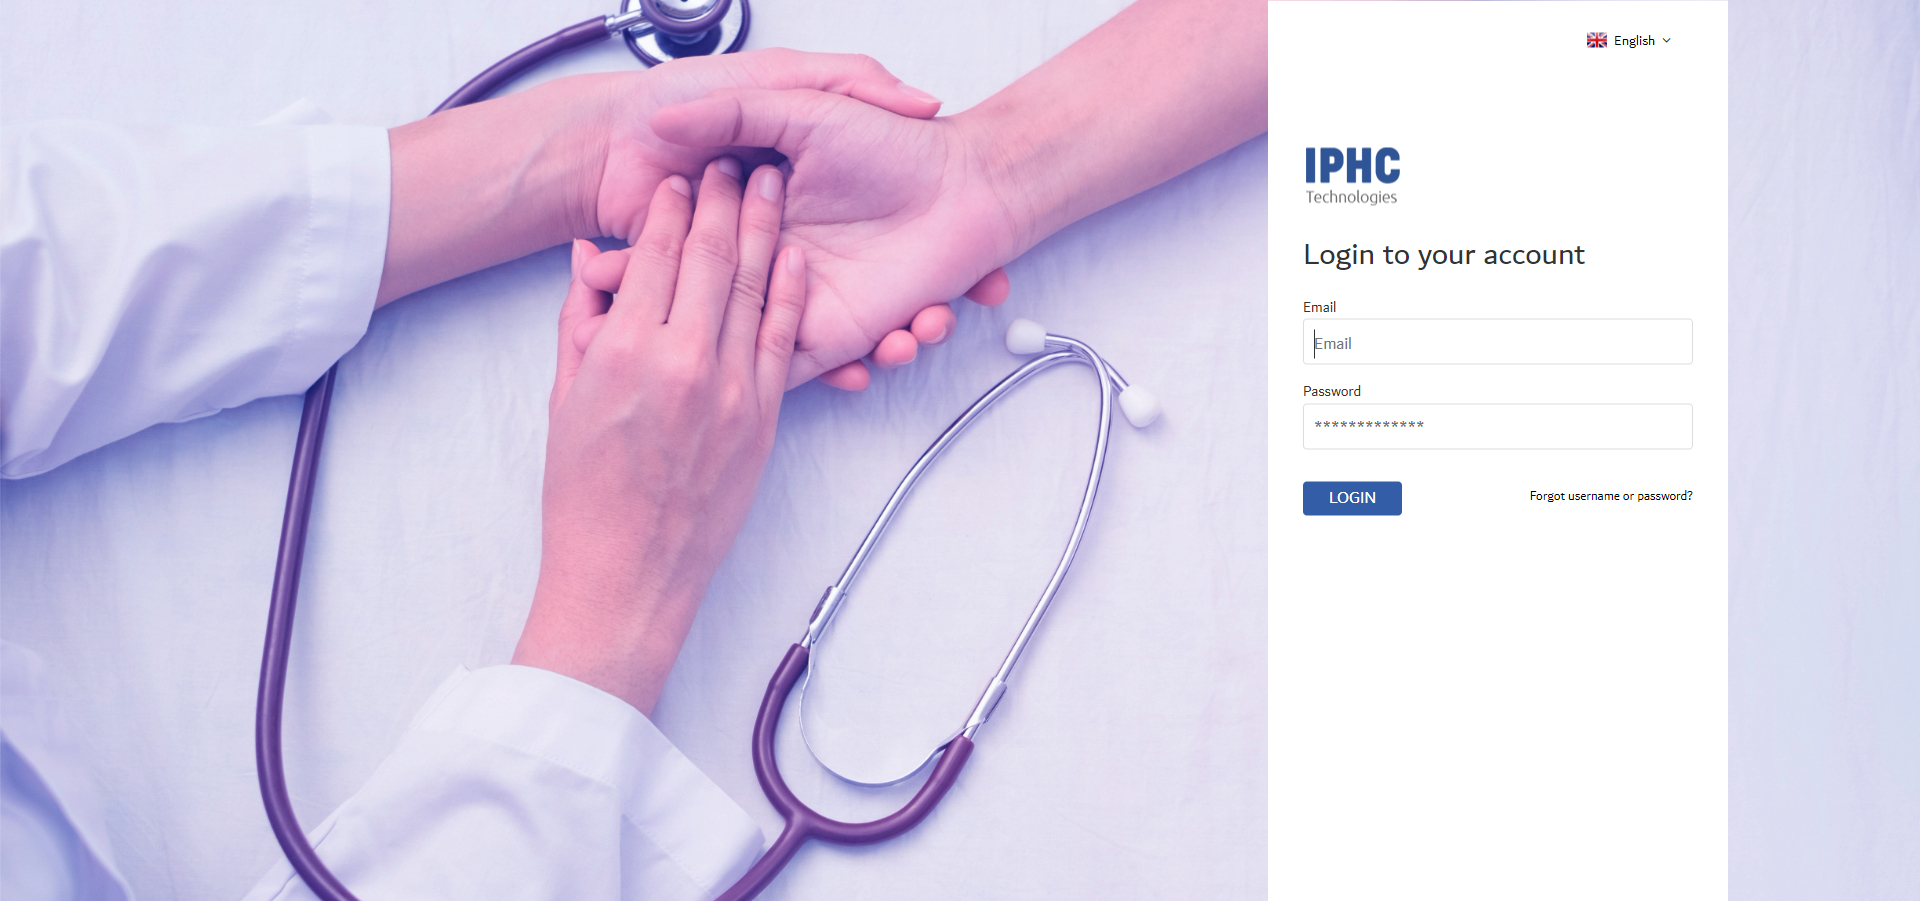 English
IPHC
Technologies
Login to your account
Email
Email
Password
*************
LOGIN
Forgot username or password?